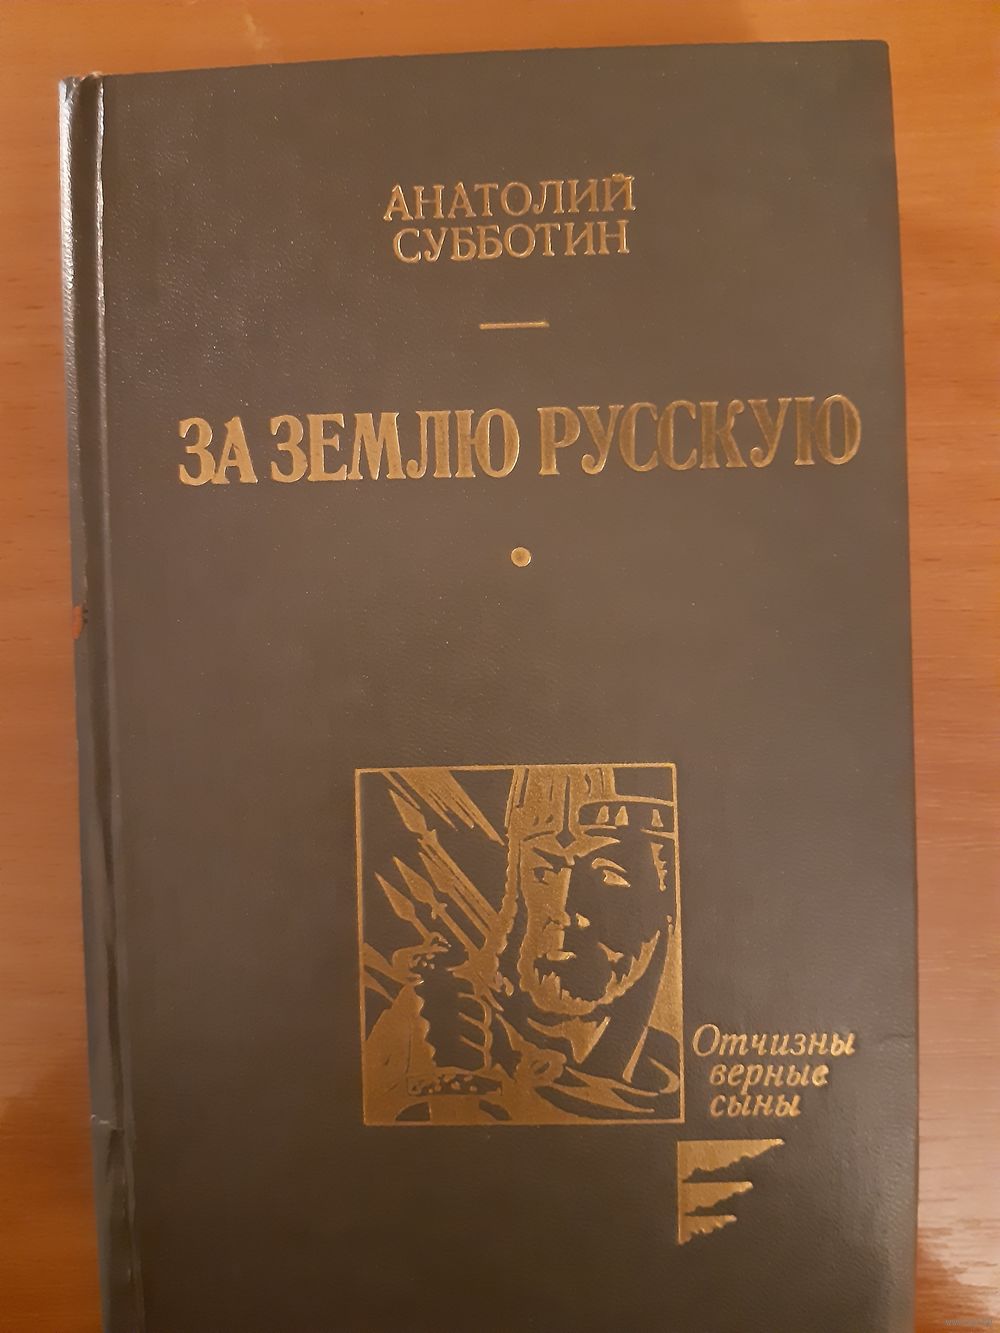 АНАТОЛИЙ
СУББОТИН
ЗА ЗЕМЛЮ РУССКУЮ
Отчизны
верные
сыны